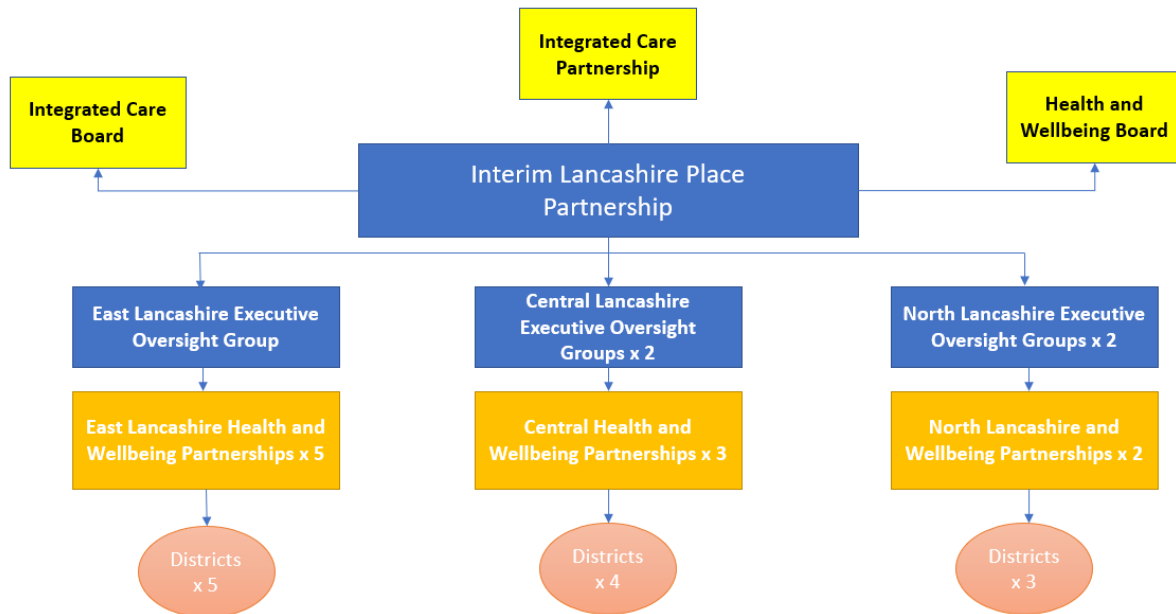 Integrated Care
Partnership
Integrated Care
Board
Health and
Wellbeing Board
Interim Lancashire Place
Partnership
East Lancashire Executive
Oversight Group
Central Lancashire
Executive Oversight
Groups x 2
North Lancashire Executive
Oversight Groups x 2
East Lancashire Health and
Wellbeing Partnerships x 5
Central Health and
Wellbeing Partnerships x 3
North Lancashire and
Wellbeing Partnerships x 2
Districts
x 5
Districts
x 4
Districts
x 3